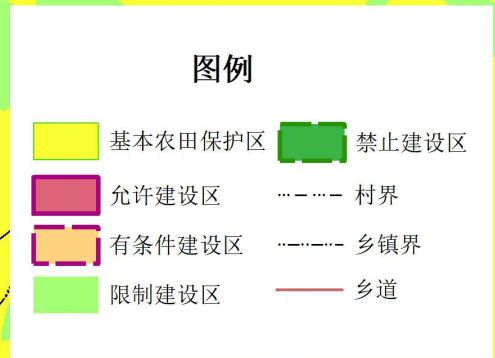 图例
基本农田保护区
禁止建设区
允许建设区
村界
有条件建设区
乡镇界
限制建设区
乡道